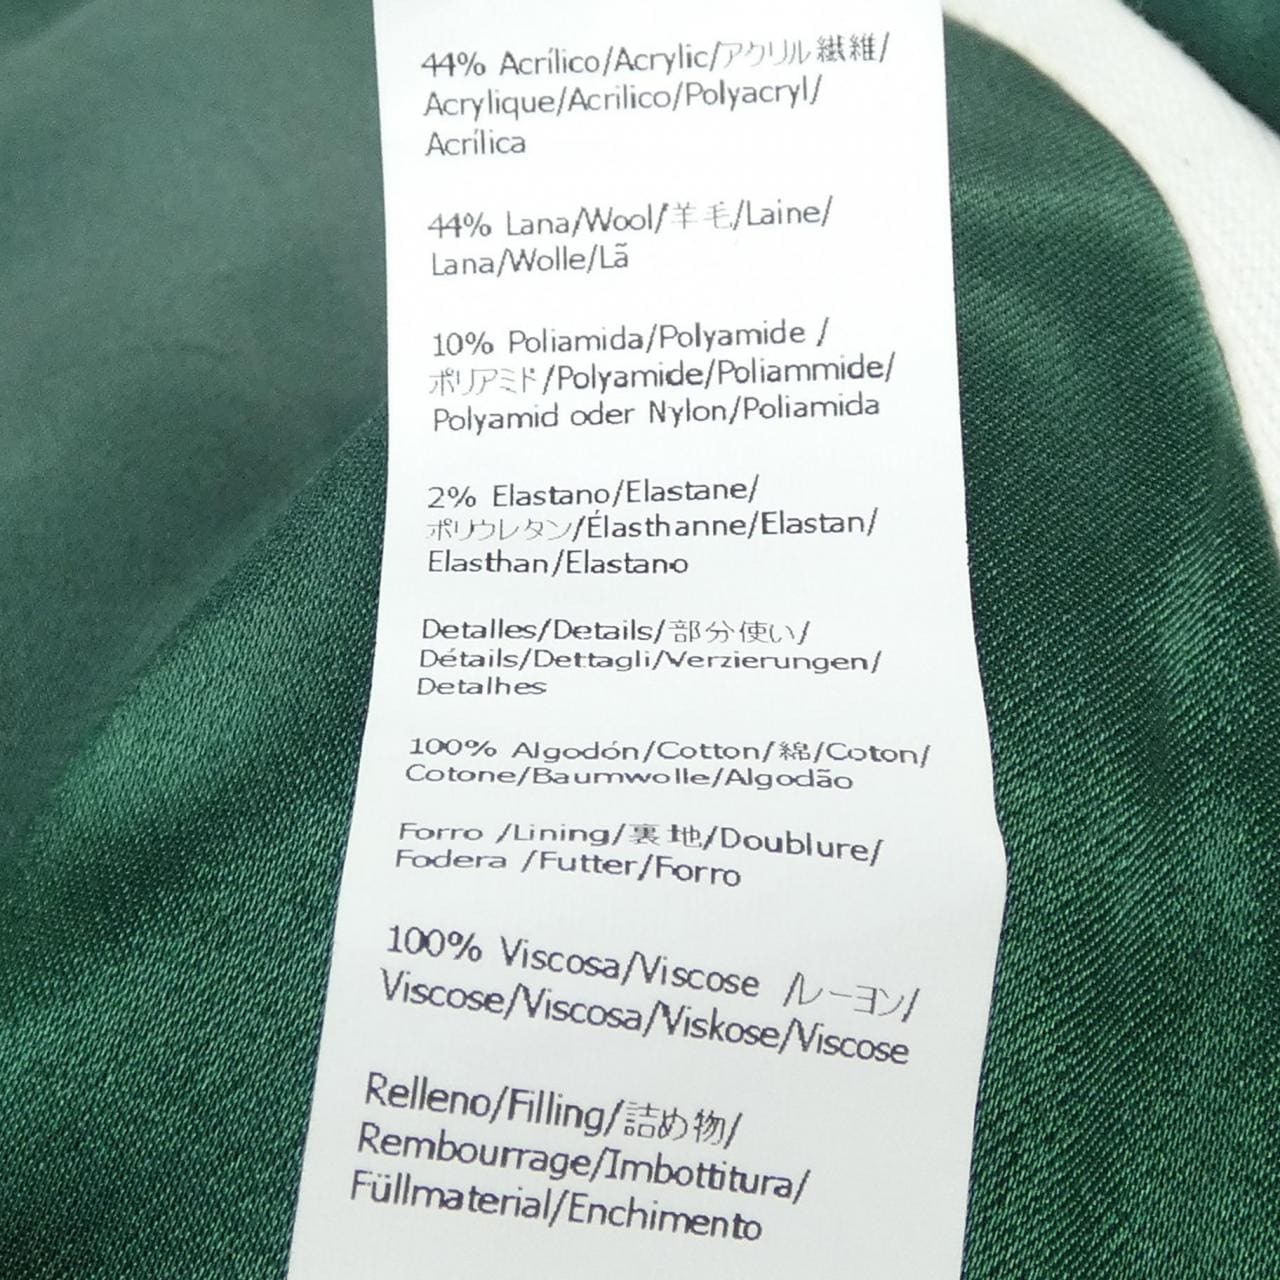 44% Acrílico/Acrylic/アクリル繊維/
Acrylique/Acrilico/Polyacryl/
Acrílica
44% Lana/Wool/羊毛/Laine/
Lana/Wolle/Lã
10% Poliamida/Polyamide /
ポリアミド/Polyamide/Poliammide/
Polyamid oder Nylon/Poliamida
2% Elastano/Elastane/
ポリウレタン/Élasthanne/Elastan/
Elasthan/Elastano
Detalles/Details/部分使い/
Détails/Dettagli/Verzierungen/
Detalhes
100% Algodón/Cotton/綿/Coton/
Cotone/Baumwolle/Algodão
Forro /Lining/裏地/Doublure/
Fodera /Futter/Forro
100% Viscosa/Viscose /レーヨン/
Viscose/Viscosa/Viskose/Viscose
Relleno/Filling/詰め物/
Rembourrage/Imbottitura/
Füllmaterial/Enchimento